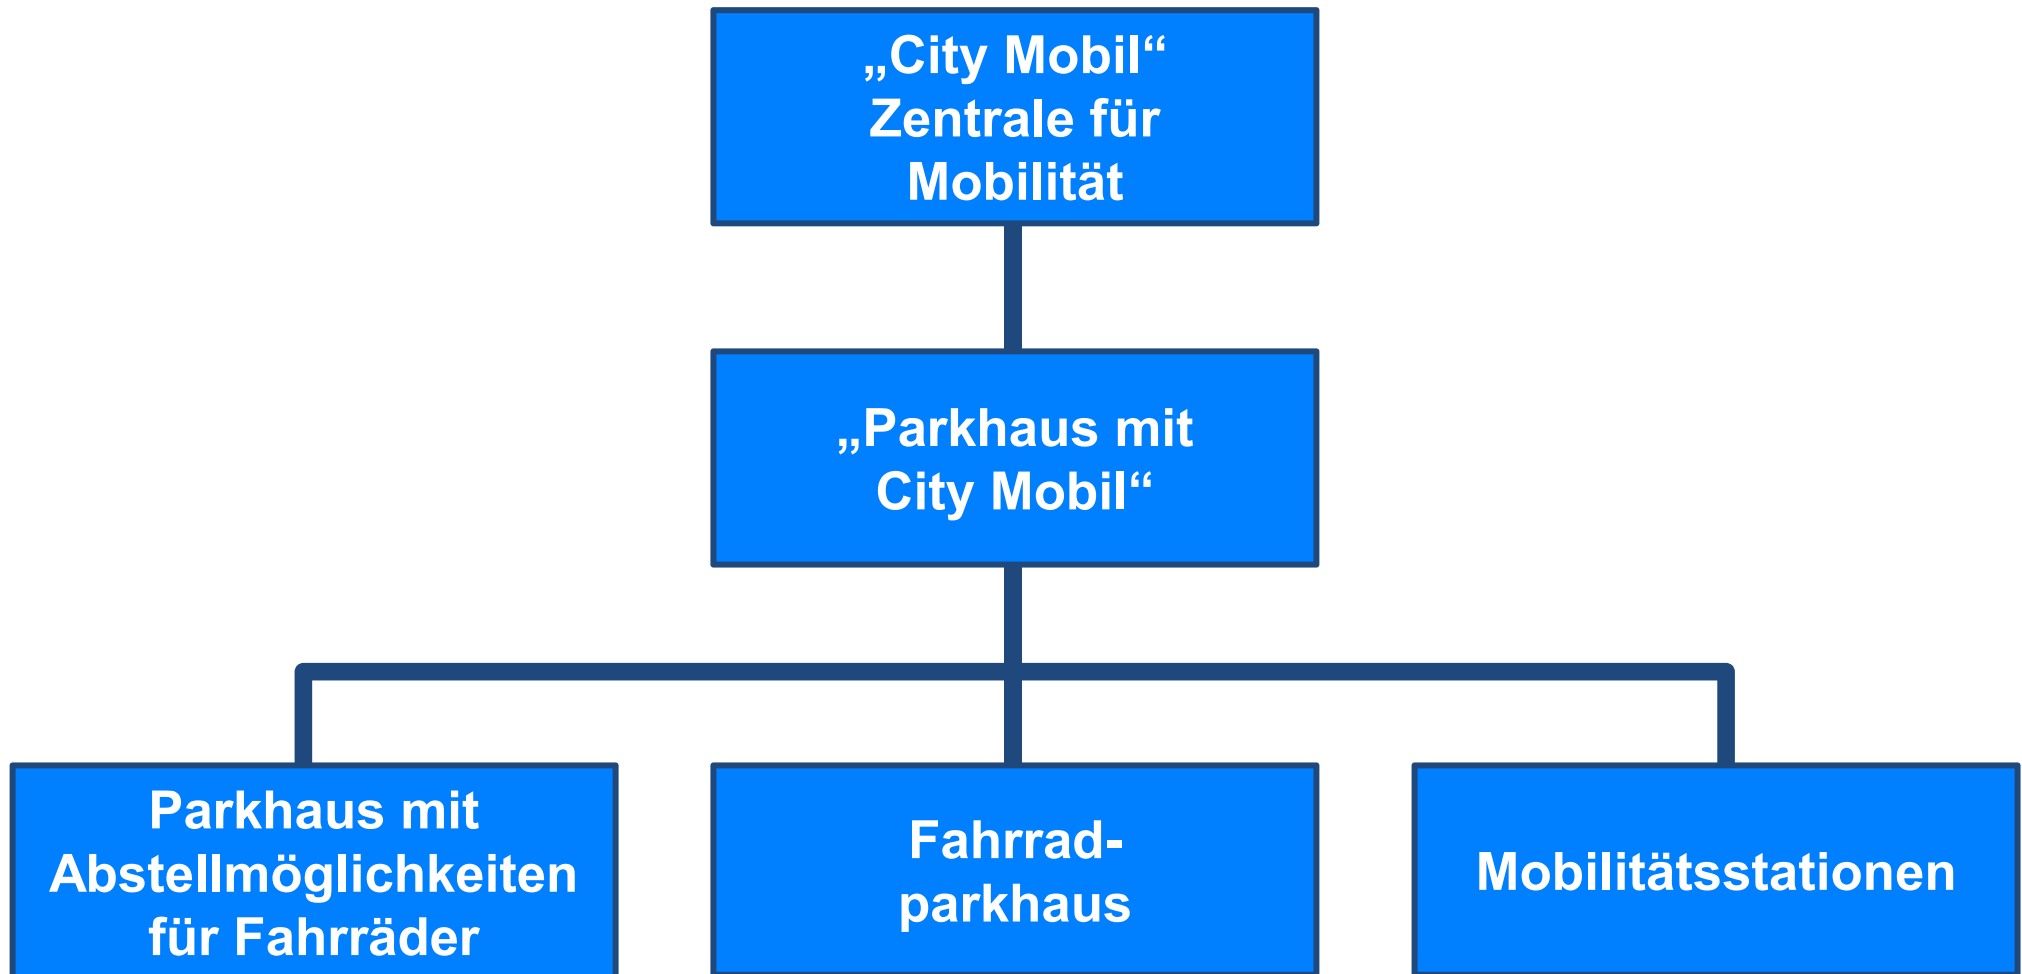 „City Mobil“
Zentrale für
Mobilität
„Parkhaus mit
City Mobil“
Parkhaus mit
Abstellmöglichkeiten
für Fahrräder
Fahrrad-
parkhaus
Mobilitätsstationen